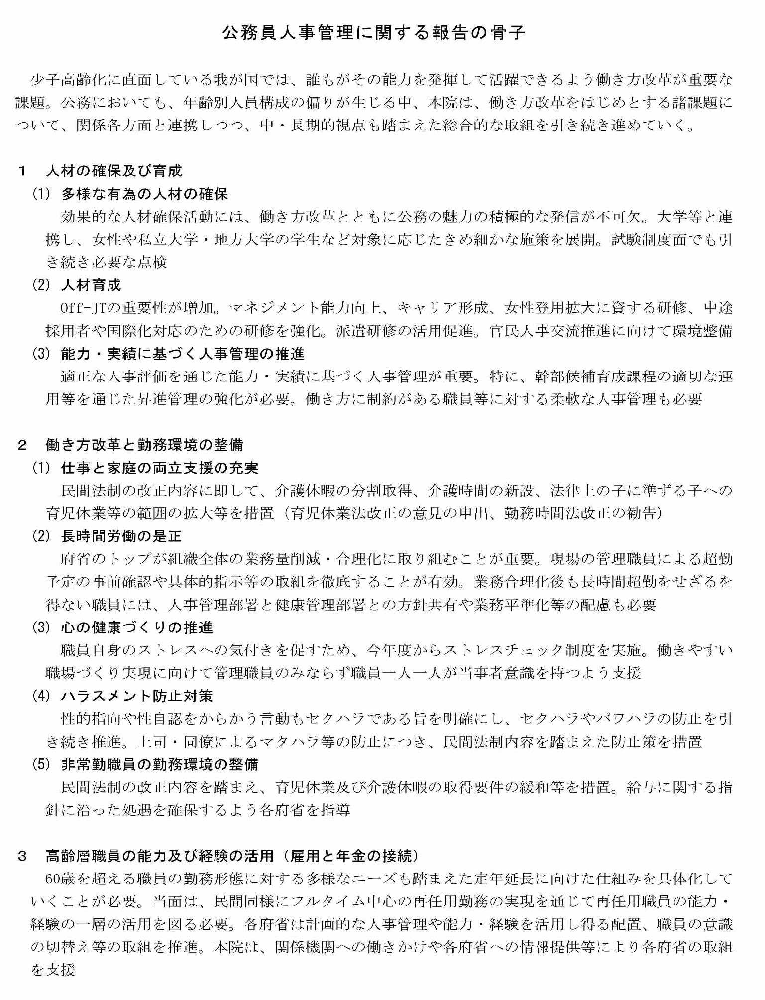 公務員人事管理に関する報告の骨子
少子高齢化に直面している我が国では、誰もがその能力を発揮して活躍できるよう働き方改革が重要な
課題。公務においても、年齢別人員構成の偏りが生じる中、本院は、働き方改革をはじめとする諸課題に
ついて、関係各方面と連携しつつ、中・長期的視点も踏まえた総合的な取組を引き続き進めていく。
１　人材の確保及び育成
(1) 多様な有為の人材の確保
効果的な人材確保活動には、働き方改革とともに公務の魅力の積極的な発信が不可欠。大学等と連
携し、女性や私立大学・地方大学の学生など対象に応じたきめ細かな施策を展開。試験制度面でも引
き続き必要な点検
(2) 人材育成
Off-JTの重要性が増加。マネジメント能力向上、キャリア形成、女性登用拡大に資する研修、中途
採用者や国際化対応のための研修を強化。派遣研修の活用促進。官民人事交流推進に向けて環境整備
(3) 能力・実績に基づく人事管理の推進
適正な人事評価を通じた能力・実績に基づく人事管理が重要。特に、幹部候補育成課程の適切な運
用等を通じた昇進管理の強化が必要。働き方に制約がある職員等に対する柔軟な人事管理も必要
２　働き方改革と勤務環境の整備
(1) 仕事と家庭の両立支援の充実
民間法制の改正内容に即して、介護休暇の分割取得、介護時間の新設、法律上の子に準ずる子への
育児休業等の範囲の拡大等を措置（育児休業法改正の意見の申出、勤務時間法改正の勧告）
(2) 長時間労働の是正
府省のトップが組織全体の業務量削減・合理化に取り組むことが重要。現場の管理職員による超勤
予定の事前確認や具体的指示等の取組を徹底することが有効。業務合理化後も長時間超勤をせざるを
得ない職員には、人事管理部署と健康管理部署との方針共有や業務平準化等の配慮も必要
(3) 心の健康づくりの推進
職員自身のストレスへの気付きを促すため、今年度からストレスチェック制度を実施。働きやすい
職場づくり実現に向けて管理職員のみならず職員一人一人が当事者意識を持つよう支援
(4) ハラスメント防止対策
性的指向や性自認をからかう言動もセクハラである旨を明確にし、セクハラやパワハラの防止を引
き続き推進。上司・同僚によるマタハラ等の防止につき、民間法制内容を踏まえた防止策を措置
(5) 非常勤職員の勤務環境の整備
民間法制の改正内容を踏まえ、育児休業及び介護休暇の取得要件の緩和等を措置。給与に関する指
針に沿った処遇を確保するよう各府省を指導
３　高齢層職員の能力及び経験の活用（雇用と年金の接続）
60歳を超える職員の勤務形態に対する多様なニーズも踏まえた定年延長に向けた仕組みを具体化して
いくことが必要。当面は、民間同様にフルタイム中心の再任用勤務の実現を通じて再任用職員の能力・
経験の一層の活用を図る必要。各府省は計画的な人事管理や能力・経験を活用し得る配置、職員の意識
の切替え等の取組を推進。本院は、関係機関への働きかけや各府省への情報提供等により各府省の取組
を支援